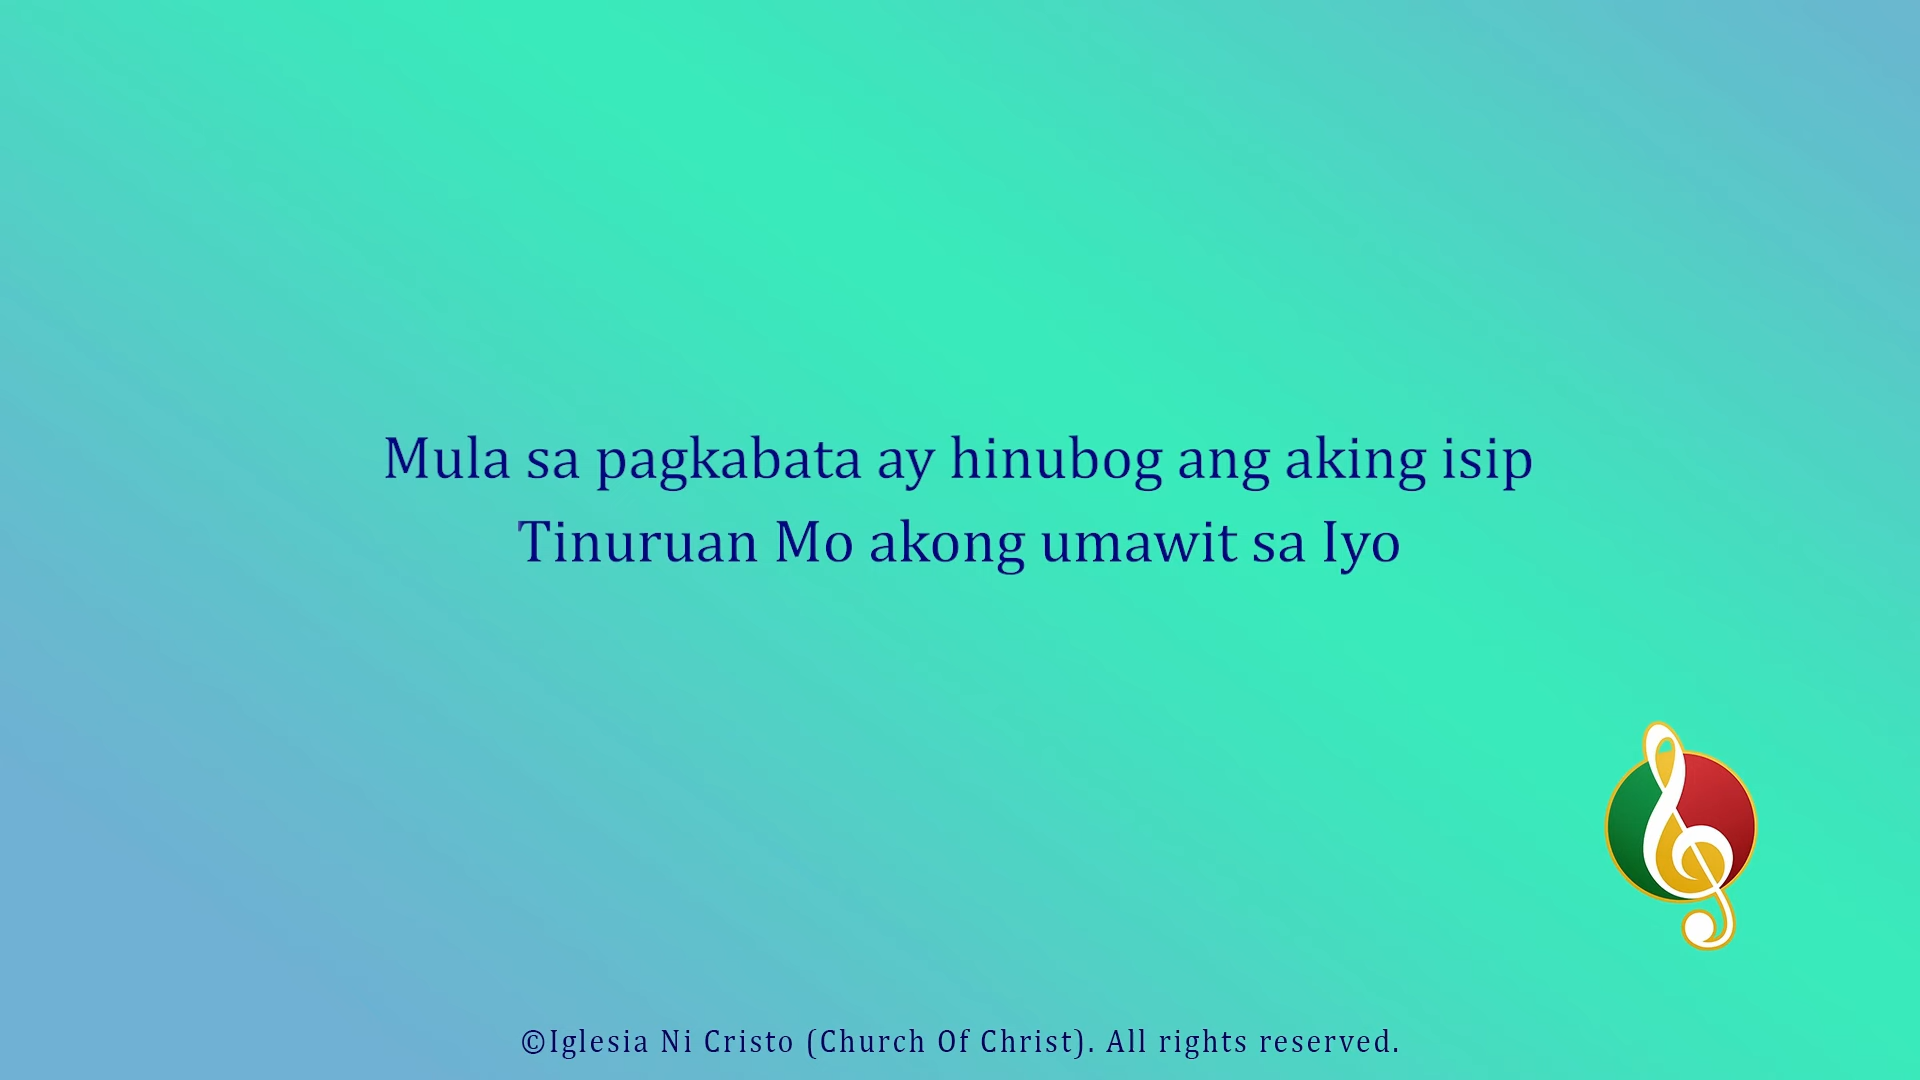 Mula sa pagkabata ay hinubog ang aking isip
Tinuruan Mo akong umawit sa Iyo
©Iglesia Ni Cristo (Church Of Christ). All rights reserved.